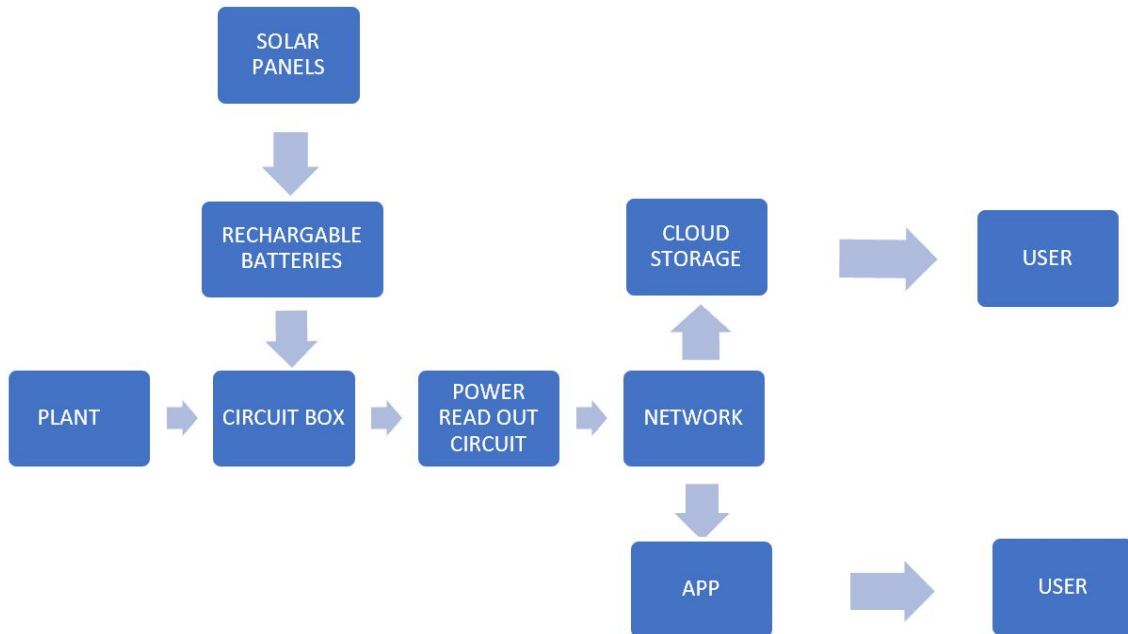 SOLAR
PANELS
RECHARGABLE
BATTERIES
CLOUD
STORAGE
USER
PLANT
CIRCUIT BOX
POWER
READ OUT
CIRCUIT
NETWORK
APP
USER